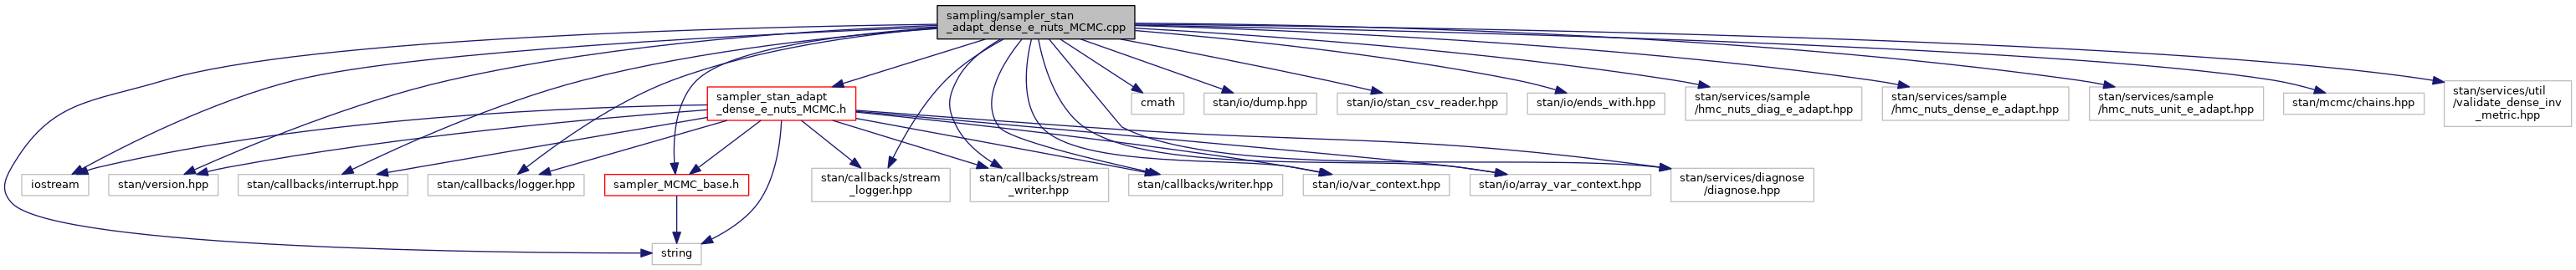 sampling/sampler_stan
_adapt_dense_e_nuts_MCMC.cpp
sampler_stan_adapt
_dense_e_nuts_MCMC.h
cmath
stan/io/dump.hpp
stan/io/stan_csv_reader.hpp
stan/io/ends_with.hpp
stan/services/sample
/hmc_nuts_diag_e_adapt.hpp
stan/services/sample
/hmc_nuts_dense_e_adapt.hpp
stan/services/sample
/hmc_nuts_unit_e_adapt.hpp
stan/mcmc/chains.hpp
stan/services/util
/validate_dense_inv
_metric.hpp
iostream
stan/version.hpp
stan/callbacks/interrupt.hpp
stan/callbacks/logger.hpp
sampler_MCMC_base.h
stan/callbacks/stream
_logger.hpp
stan/callbacks/stream
_writer.hpp
stan/callbacks/writer.hpp
stan/io/var_context.hpp
stan/io/array_var_context.hpp
stan/services/diagnose
/diagnose.hpp
string